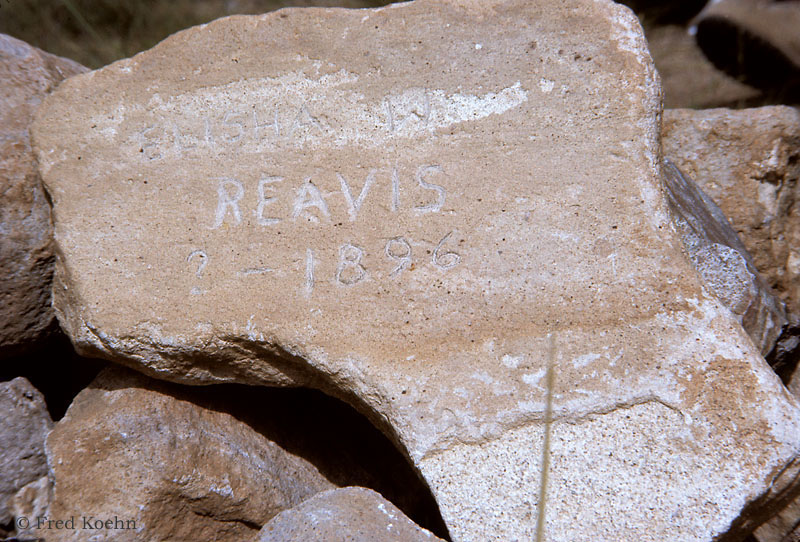 ELISHA W
REAVIS
? - 1896
© Fred Koehn